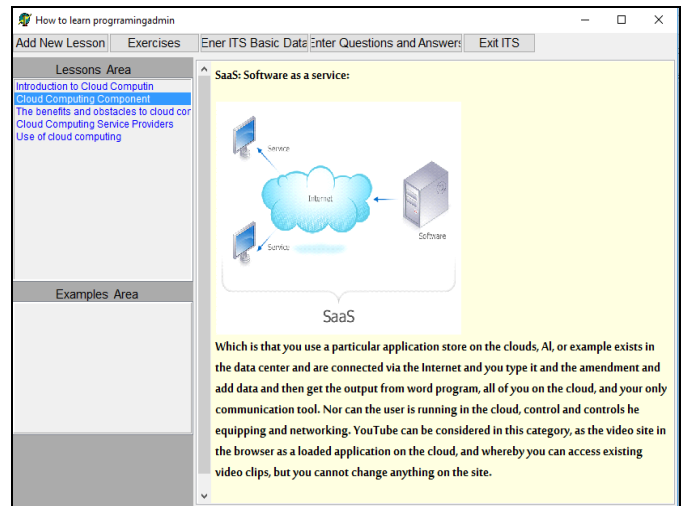 How to learn progrramingadmin
Add New Lesson Exercises Ener ITS Basic Data Enter Questions and Answers Exit ITS
Lessons Area
Introduction to Cloud Computin
Cloud Computing Component
The benefits and obstacles to cloud cor
Cloud Computing Service Providers
Use of cloud computing
Examples Area
SaaS: Software as a service:
Service
Internet
Software
Service
SaaS
Which is that you use a particular application store on the clouds, Al, or example exists in
the data center and are connected via the Internet and you type it and the amendment and
add data and then get the output from word program, all of you on the cloud, and your only
communication tool. Nor can the user is running in the cloud, control and controls he
equipping and networking. YouTube can be considered in this category, as the video site in
the browser as a loaded application on the cloud, and whereby you can access existing
video clips, but you cannot change anything on the site.